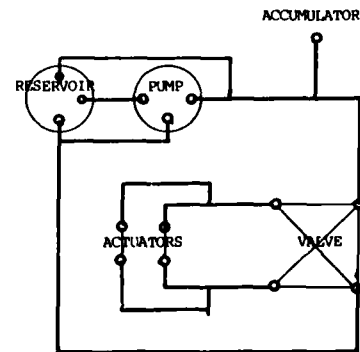 ACCUMULATOR
RESERVOIR
PUMP
ACTUATORS
VALVE